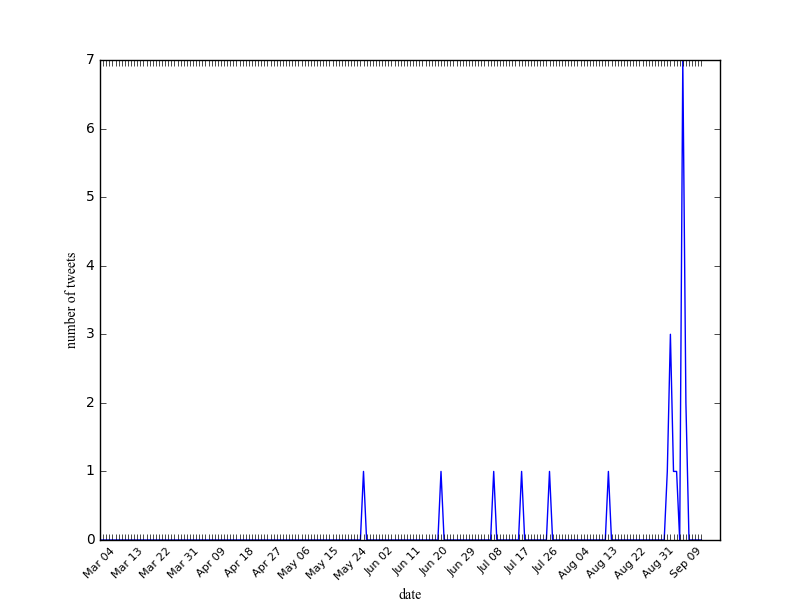 7
6
5
4
3
2
1
0
number of tweets
Mar 04
Mar 13
Mar 22
Mar 31
Apr 09
Apr 18
Apr 27
May 06
May 15
May 24
Jun 02
Jun 11
Jun 20
Jun 29
Jul 08
Jul 17
Jul 26
Aug 04
Aug 13
Aug 22
Aug 31
Sep 09
date